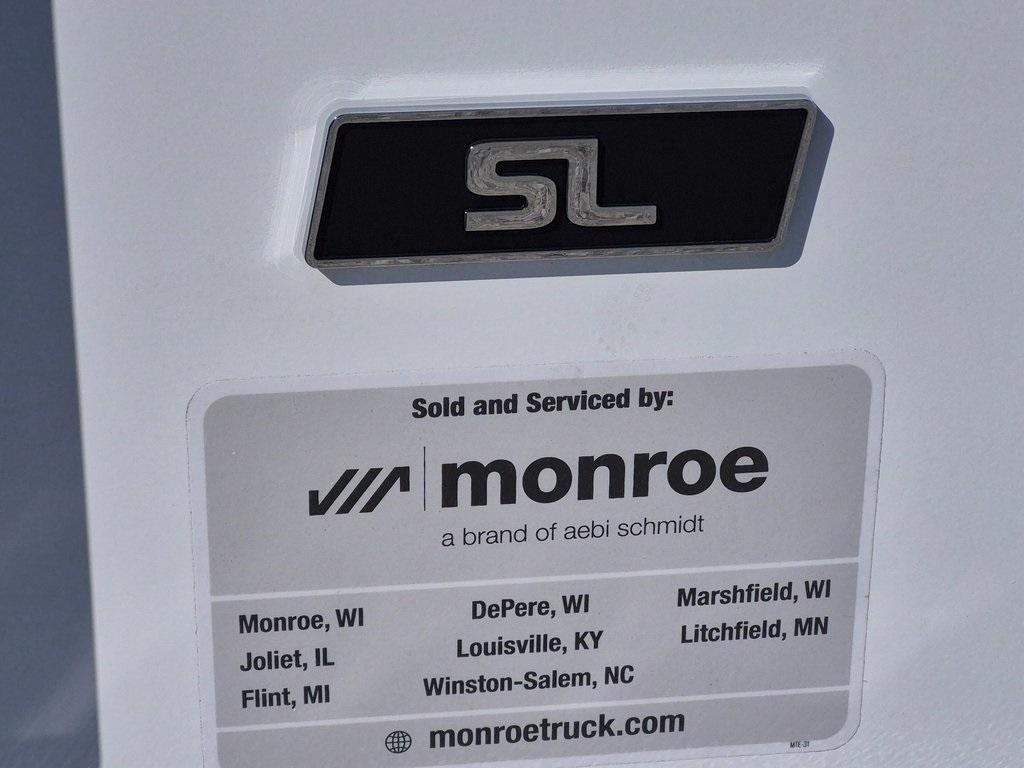 SL
Sold and Serviced by:
monroe
a brand of aebi schmidt
Monroe, WI
Joliet, IL
Flint, MI
DePere, WI
Louisville, KY
Winston-Salem, NC
Marshfield, WI
Litchfield, MN
monroetruck.com
MTE-31